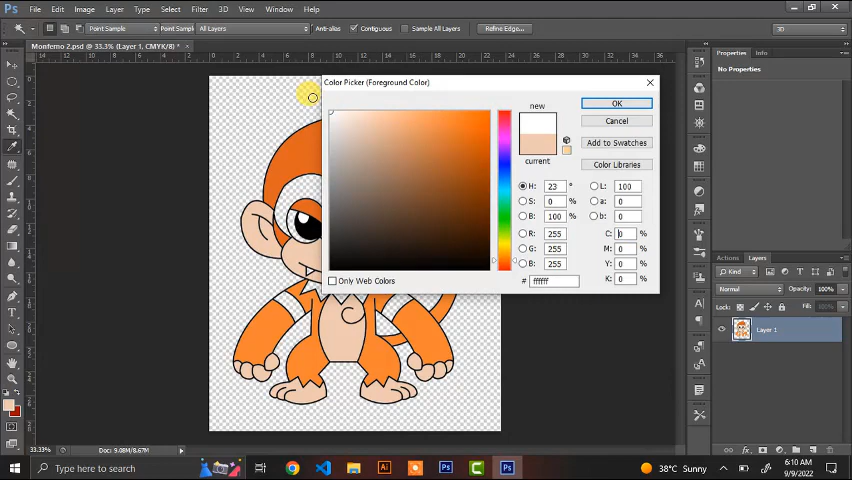 Ps File Edit Image Layer Type Select Filter 3D View Window Help
Point Sample Point Samp All Layers Anti-alias Contiguous Sample All Layers Refine Edge... 3D
Monfemo 2.psd @ 33.3% (Layer 1, CMYK/8) * ×
Properties Info
No Properties
Color Picker (Foreground Color)
new
current
OK
Cancel
Add to Swatches
Color Libraries
H: 23 °
S: 0 %
B: 100 %
R: 255
G: 255
B: 255
# ffffff
L: 100
a: 0
b: 0
C: 0 %
M: 0 %
Y: 0 %
K: 0 %
Only Web Colors
Actions Layers
Kind
Normal Opacity: 100%
Lock: Fill: 100%
Layer 1
33.33% Doc: 9.08M/8.67M
Type here to search
38°C Sunny
6:10 AM
9/9/2022